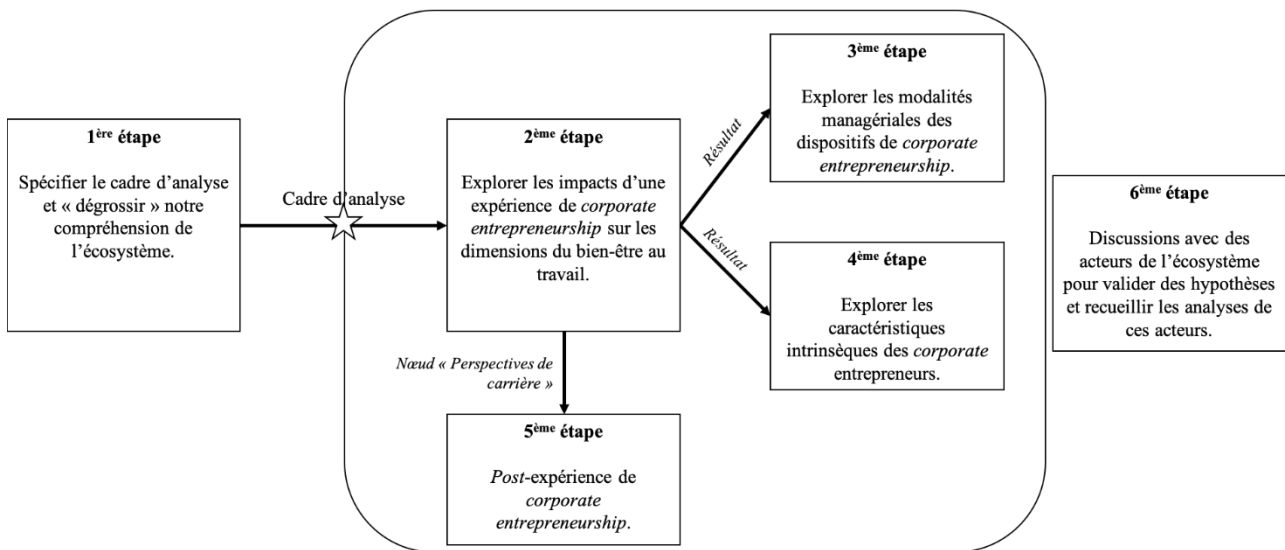 1ère étape
Spécifier le cadre d’analyse
et « dégrossir » notre
compréhension de
l’écosystème.
Cadre d’analyse
2ème étape
Explorer les impacts d’une
expérience de corporate
entrepreneurship sur les
dimensions du bien-être au
travail.
Résultat
3ème étape
Explorer les modalités
managériales des
dispositifs de corporate
entrepreneurship.
Résultat
4ème étape
Explorer les
caractéristiques
intrinsèques des corporate
entrepreneurs.
Nœud « Perspectives de
carrière »
5ème étape
Post-expérience de
corporate
entrepreneurship.
6ème étape
Discussions avec des
acteurs de l’écosystème
pour valider des hypothèses
et recueillir les analyses de
ces acteurs.